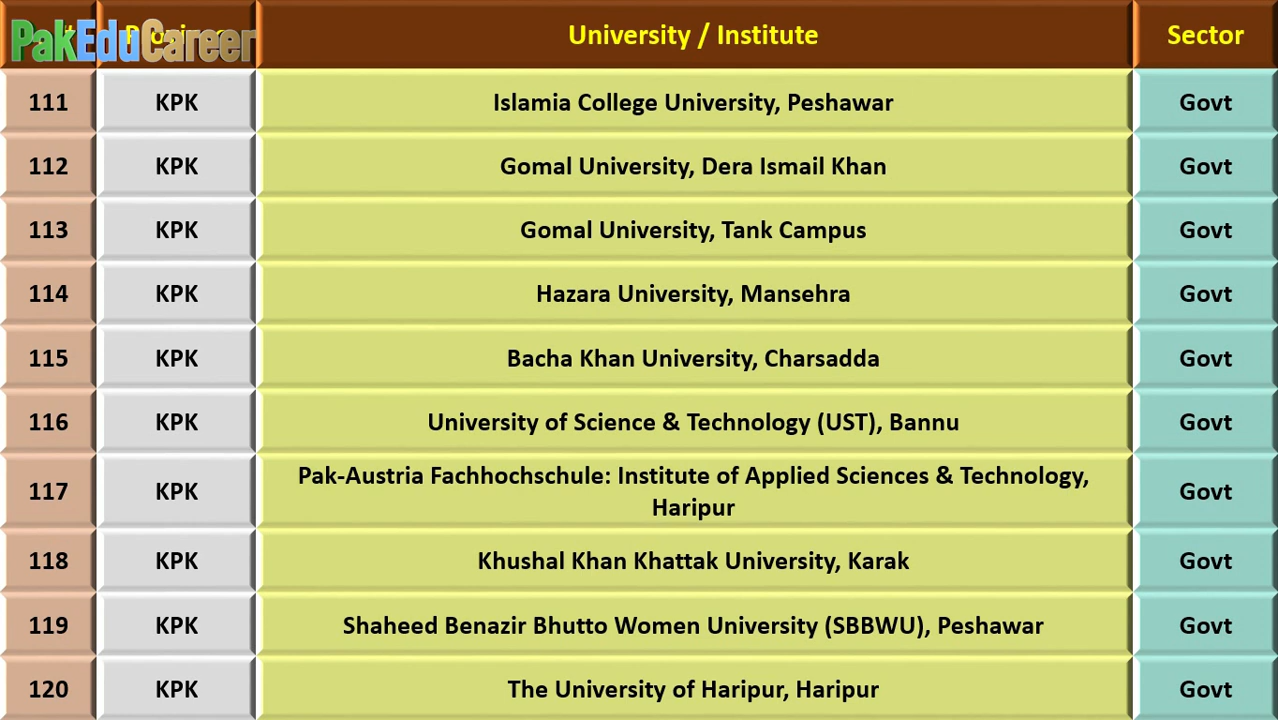 PakEduCareer
University / Institute
Sector
111 KPK Islamia College University, Peshawar Govt
112 KPK Gomal University, Dera Ismail Khan Govt
113 KPK Gomal University, Tank Campus Govt
114 KPK Hazara University, Mansehra Govt
115 KPK Bacha Khan University, Charsadda Govt
116 KPK University of Science & Technology (UST), Bannu Govt
117 KPK Pak-Austria Fachhochschule: Institute of Applied Sciences & Technology,
Haripur Govt
118 KPK Khushal Khan Khattak University, Karak Govt
119 KPK Shaheed Benazir Bhutto Women University (SBBWU), Peshawar Govt
120 KPK The University of Haripur, Haripur Govt